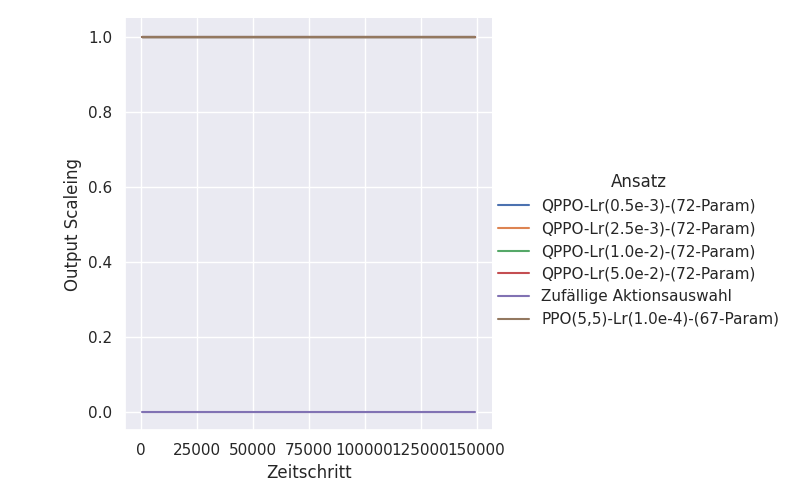 1.0
0.8
0.6
0.4
0.2
0.0
Output Scaleing
0 25000 50000 75000 100000 125000 150000
Zeitschritt
Ansatz
QPPO-Lr(0.5e-3)-(72-Param)
QPPO-Lr(2.5e-3)-(72-Param)
QPPO-Lr(1.0e-2)-(72-Param)
QPPO-Lr(5.0e-2)-(72-Param)
Zufällige Aktionsauswahl
PPO(5,5)-Lr(1.0e-4)-(67-Param)